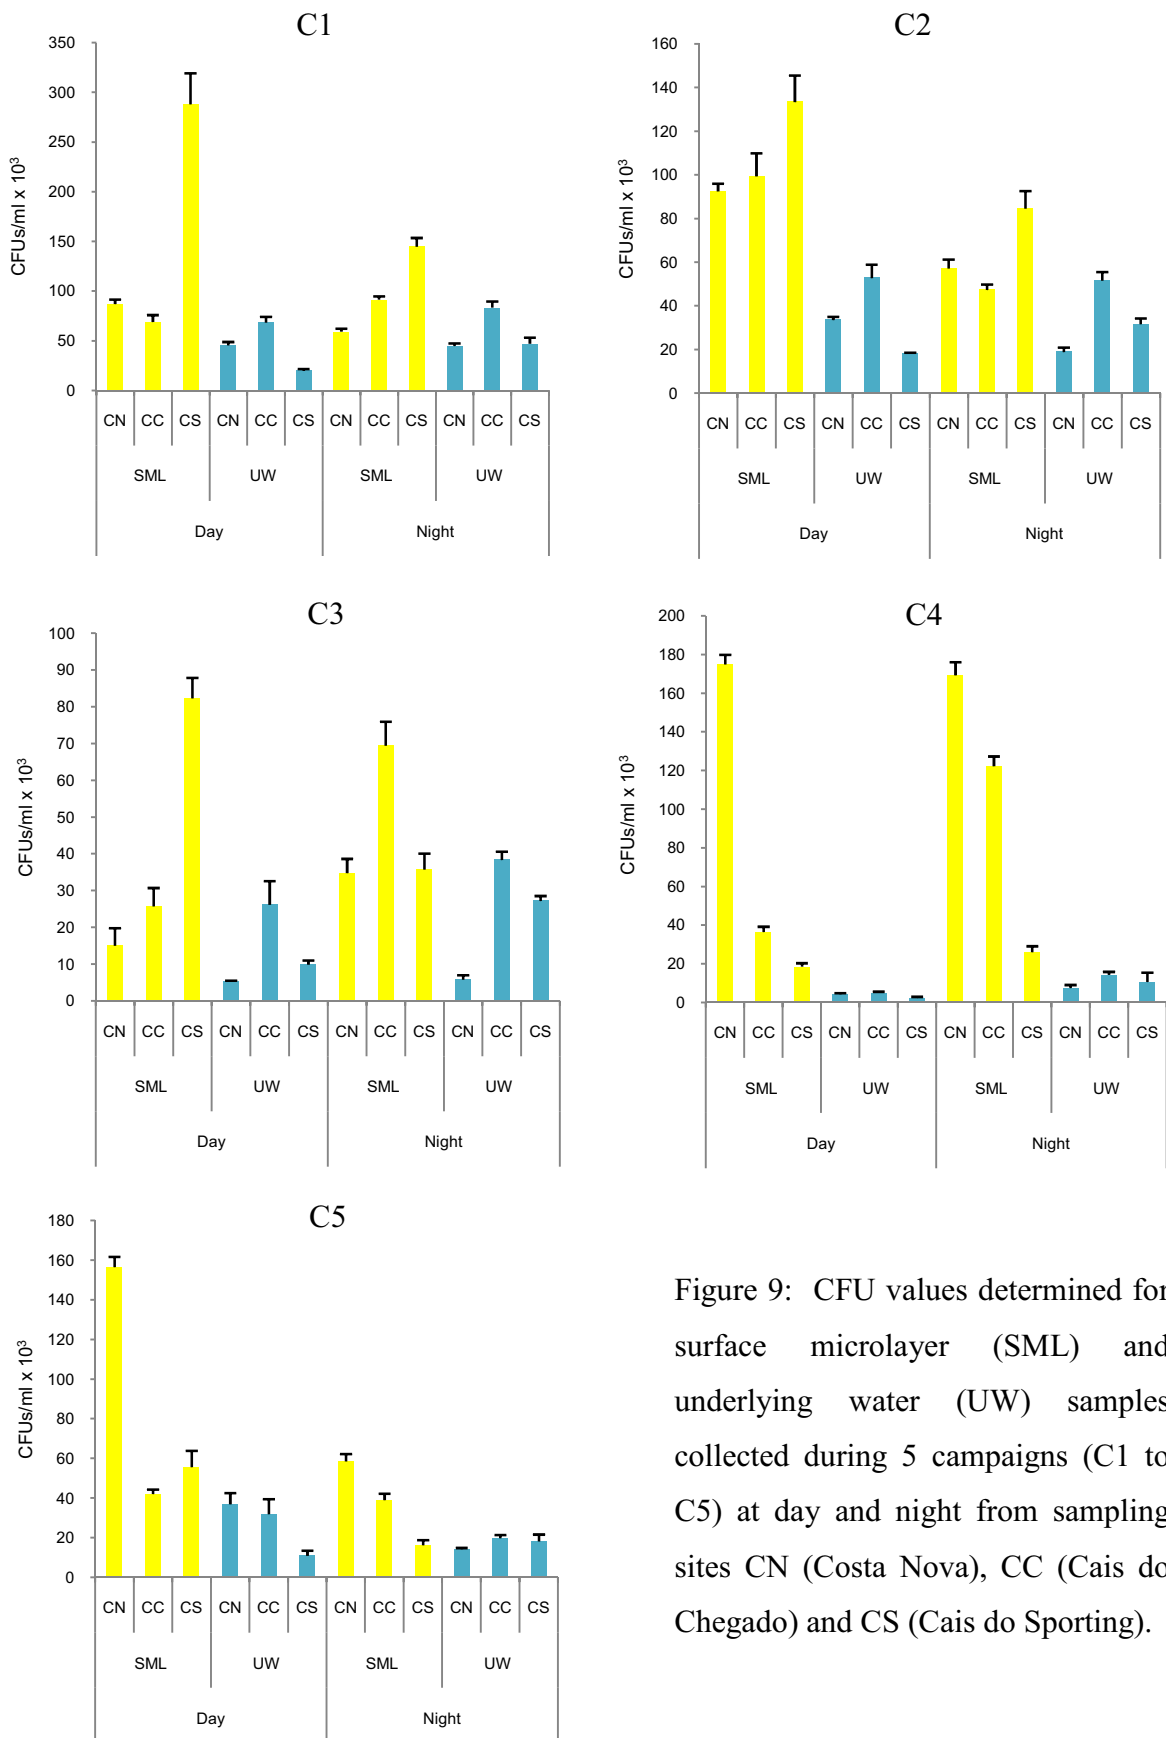 C1
350
300
250
200
150
100
50
0
CFUs/ml x 10³
CN CC CS CN CC CS CN CC CS CN CC CS
SML UW SML UW
Day Night
C2
160
140
120
100
80
60
40
20
0
CFUs/ml x 10³
CN CC CS CN CC CS CN CC CS CN CC CS
SML UW SML UW
Day Night
C3
100
90
80
70
60
50
40
30
20
10
0
CFUs/ml x 10³
CN CC CS CN CC CS CN CC CS CN CC CS
SML UW SML UW
Day Night
C4
200
180
160
140
120
100
80
60
40
20
0
CFUs/ml x 10³
CN CC CS CN CC CS CN CC CS CN CC CS
SML UW SML UW
Day Night
C5
180
160
140
120
100
80
60
40
20
0
CFUs/ml x 10³
CN CC CS CN CC CS CN CC CS CN CC CS
SML UW SML UW
Day Night
Figure 9: CFU values determined for
surface microlayer (SML) and
underlying water (UW) samples
collected during 5 campaigns (C1 to
C5) at day and night from sampling
sites CN (Costa Nova), CC (Cais do
Chegado) and CS (Cais do Sporting).